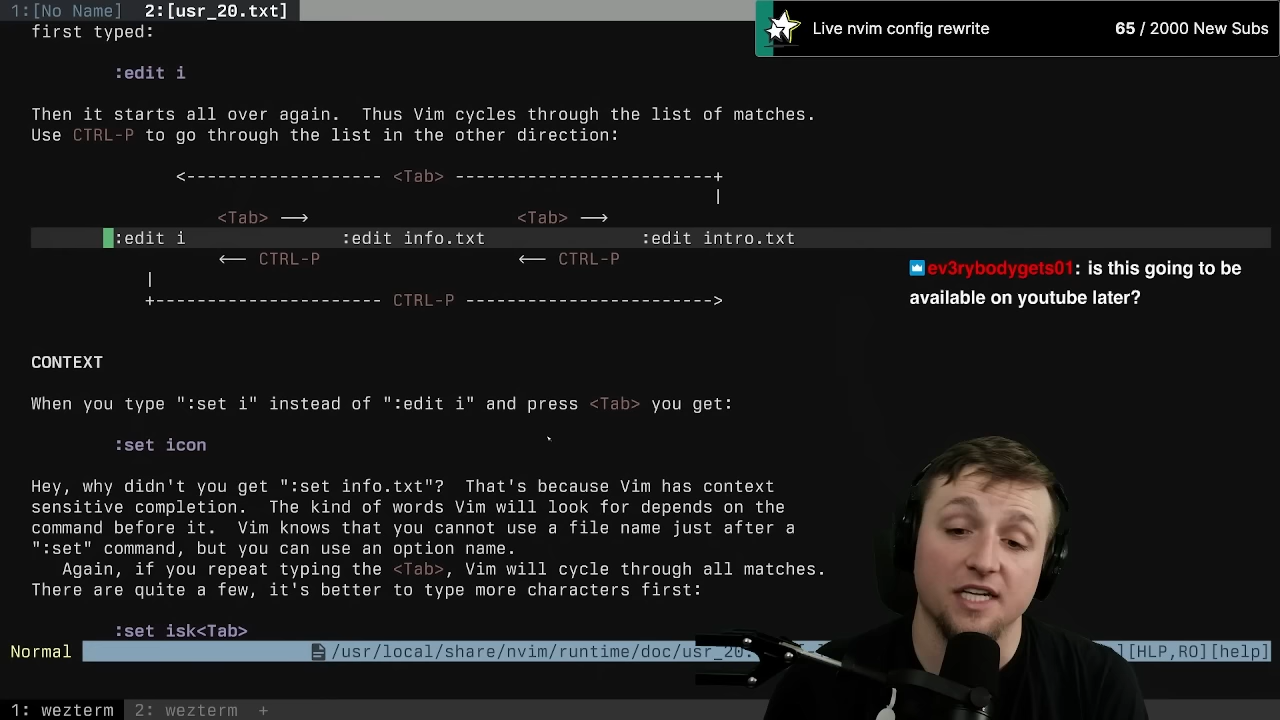 1:[No Name]  2:[usr_20.txt]
Live nvim config rewrite
65 / 2000 New Subs
first typed:
:edit i
Then it starts all over again.  Thus Vim cycles through the list of matches.
Use CTRL-P to go through the list in the other direction:
<------------------- <Tab> -------------------------+
|
<Tab> -->          <Tab> -->
:edit i          :edit info.txt          :edit intro.txt
<-- CTRL-P          <-- CTRL-P
|
+---------------------- CTRL-P ------------------------>
ev3rybodygets01: is this going to be
available on youtube later?
CONTEXT
When you type ":set i" instead of ":edit i" and press <Tab> you get:
:set icon
Hey, why didn't you get ":set info.txt"?  That's because Vim has context
sensitive completion.  The kind of words Vim will look for depends on the
command before it.  Vim knows that you cannot use a file name just after a
":set" command, but you can use an option name.
Again, if you repeat typing the <Tab>, Vim will cycle through all matches.
There are quite a few, it's better to type more characters first:
:set isk<Tab>
Normal /usr/local/share/nvim/runtime/doc/usr_20. [HLP,RO][help]
1: wezterm  2: wezterm  +